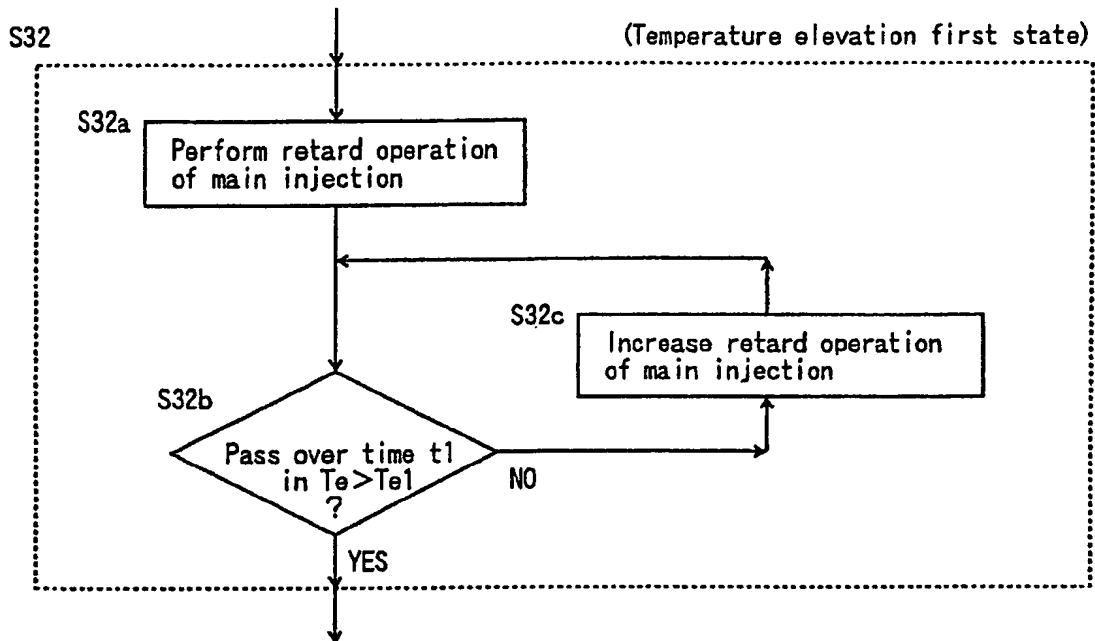 S32
(Temperature elevation first state)
S32a
Perform retard operation
of main injection
S32c
Increase retard operation
of main injection
S32b
Pass over time t1
in Te>Te1
?
NO
YES